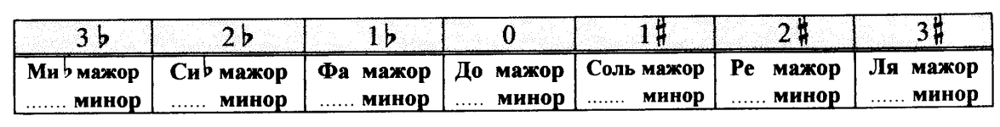 3♭ 2♭ 1♭ 0 1♯ 2♯ 3♯
Ми♭ мажор Си♭ мажор Фа мажор До мажор Соль мажор Ре мажор Ля мажор
....... минор ...... минор ...... минор ..... минор ....... минор ...... минор ...... минор